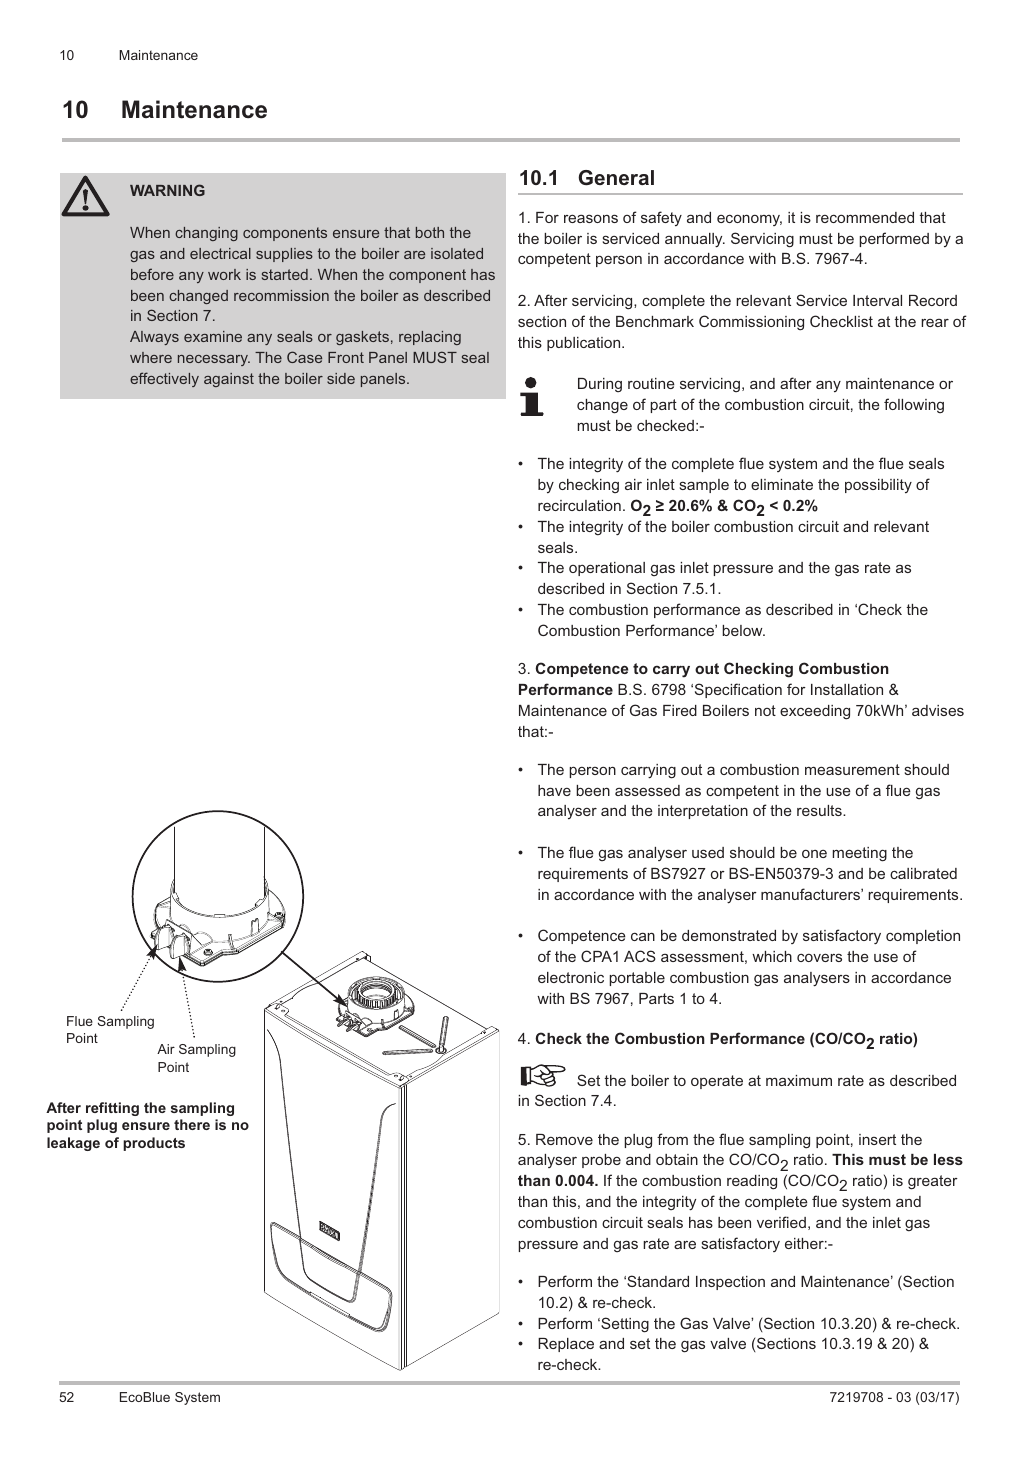 10 Maintenance
10 Maintenance
WARNING
When changing components ensure that both the
gas and electrical supplies to the boiler are isolated
before any work is started. When the component has
been changed recommission the boiler as described
in Section 7.
Always examine any seals or gaskets, replacing
where necessary. The Case Front Panel MUST seal
effectively against the boiler side panels.
Flue Sampling
Point
Air Sampling
Point
After refitting the sampling
point plug ensure there is no
leakage of products
10.1 General
1. For reasons of safety and economy, it is recommended that
the boiler is serviced annually. Servicing must be performed by a
competent person in accordance with B.S. 7967-4.
2. After servicing, complete the relevant Service Interval Record
section of the Benchmark Commissioning Checklist at the rear of
this publication.
During routine servicing, and after any maintenance or
change of part of the combustion circuit, the following
must be checked:-
• The integrity of the complete flue system and the flue seals
by checking air inlet sample to eliminate the possibility of
recirculation. O2 ≥ 20.6% & CO2 < 0.2%
• The integrity of the boiler combustion circuit and relevant
seals.
• The operational gas inlet pressure and the gas rate as
described in Section 7.5.1.
• The combustion performance as described in ‘Check the
Combustion Performance’ below.
3. Competence to carry out Checking Combustion
Performance B.S. 6798 ‘Specification for Installation &
Maintenance of Gas Fired Boilers not exceeding 70kWh’ advises
that:-
• The person carrying out a combustion measurement should
have been assessed as competent in the use of a flue gas
analyser and the interpretation of the results.
• The flue gas analyser used should be one meeting the
requirements of BS7927 or BS-EN50379-3 and be calibrated
in accordance with the analyser manufacturers’ requirements.
• Competence can be demonstrated by satisfactory completion
of the CPA1 ACS assessment, which covers the use of
electronic portable combustion gas analysers in accordance
with BS 7967, Parts 1 to 4.
4. Check the Combustion Performance (CO/CO2 ratio)
Set the boiler to operate at maximum rate as described
in Section 7.4.
5. Remove the plug from the flue sampling point, insert the
analyser probe and obtain the CO/CO2 ratio. This must be less
than 0.004. If the combustion reading (CO/CO2 ratio) is greater
than this, and the integrity of the complete flue system and
combustion circuit seals has been verified, and the inlet gas
pressure and gas rate are satisfactory either:-
• Perform the ‘Standard Inspection and Maintenance’ (Section
10.2) & re-check.
• Perform ‘Setting the Gas Valve’ (Section 10.3.20) & re-check.
• Replace and set the gas valve (Sections 10.3.19 & 20) &
re-check.
52 EcoBlue System 7219708 - 03 (03/17)